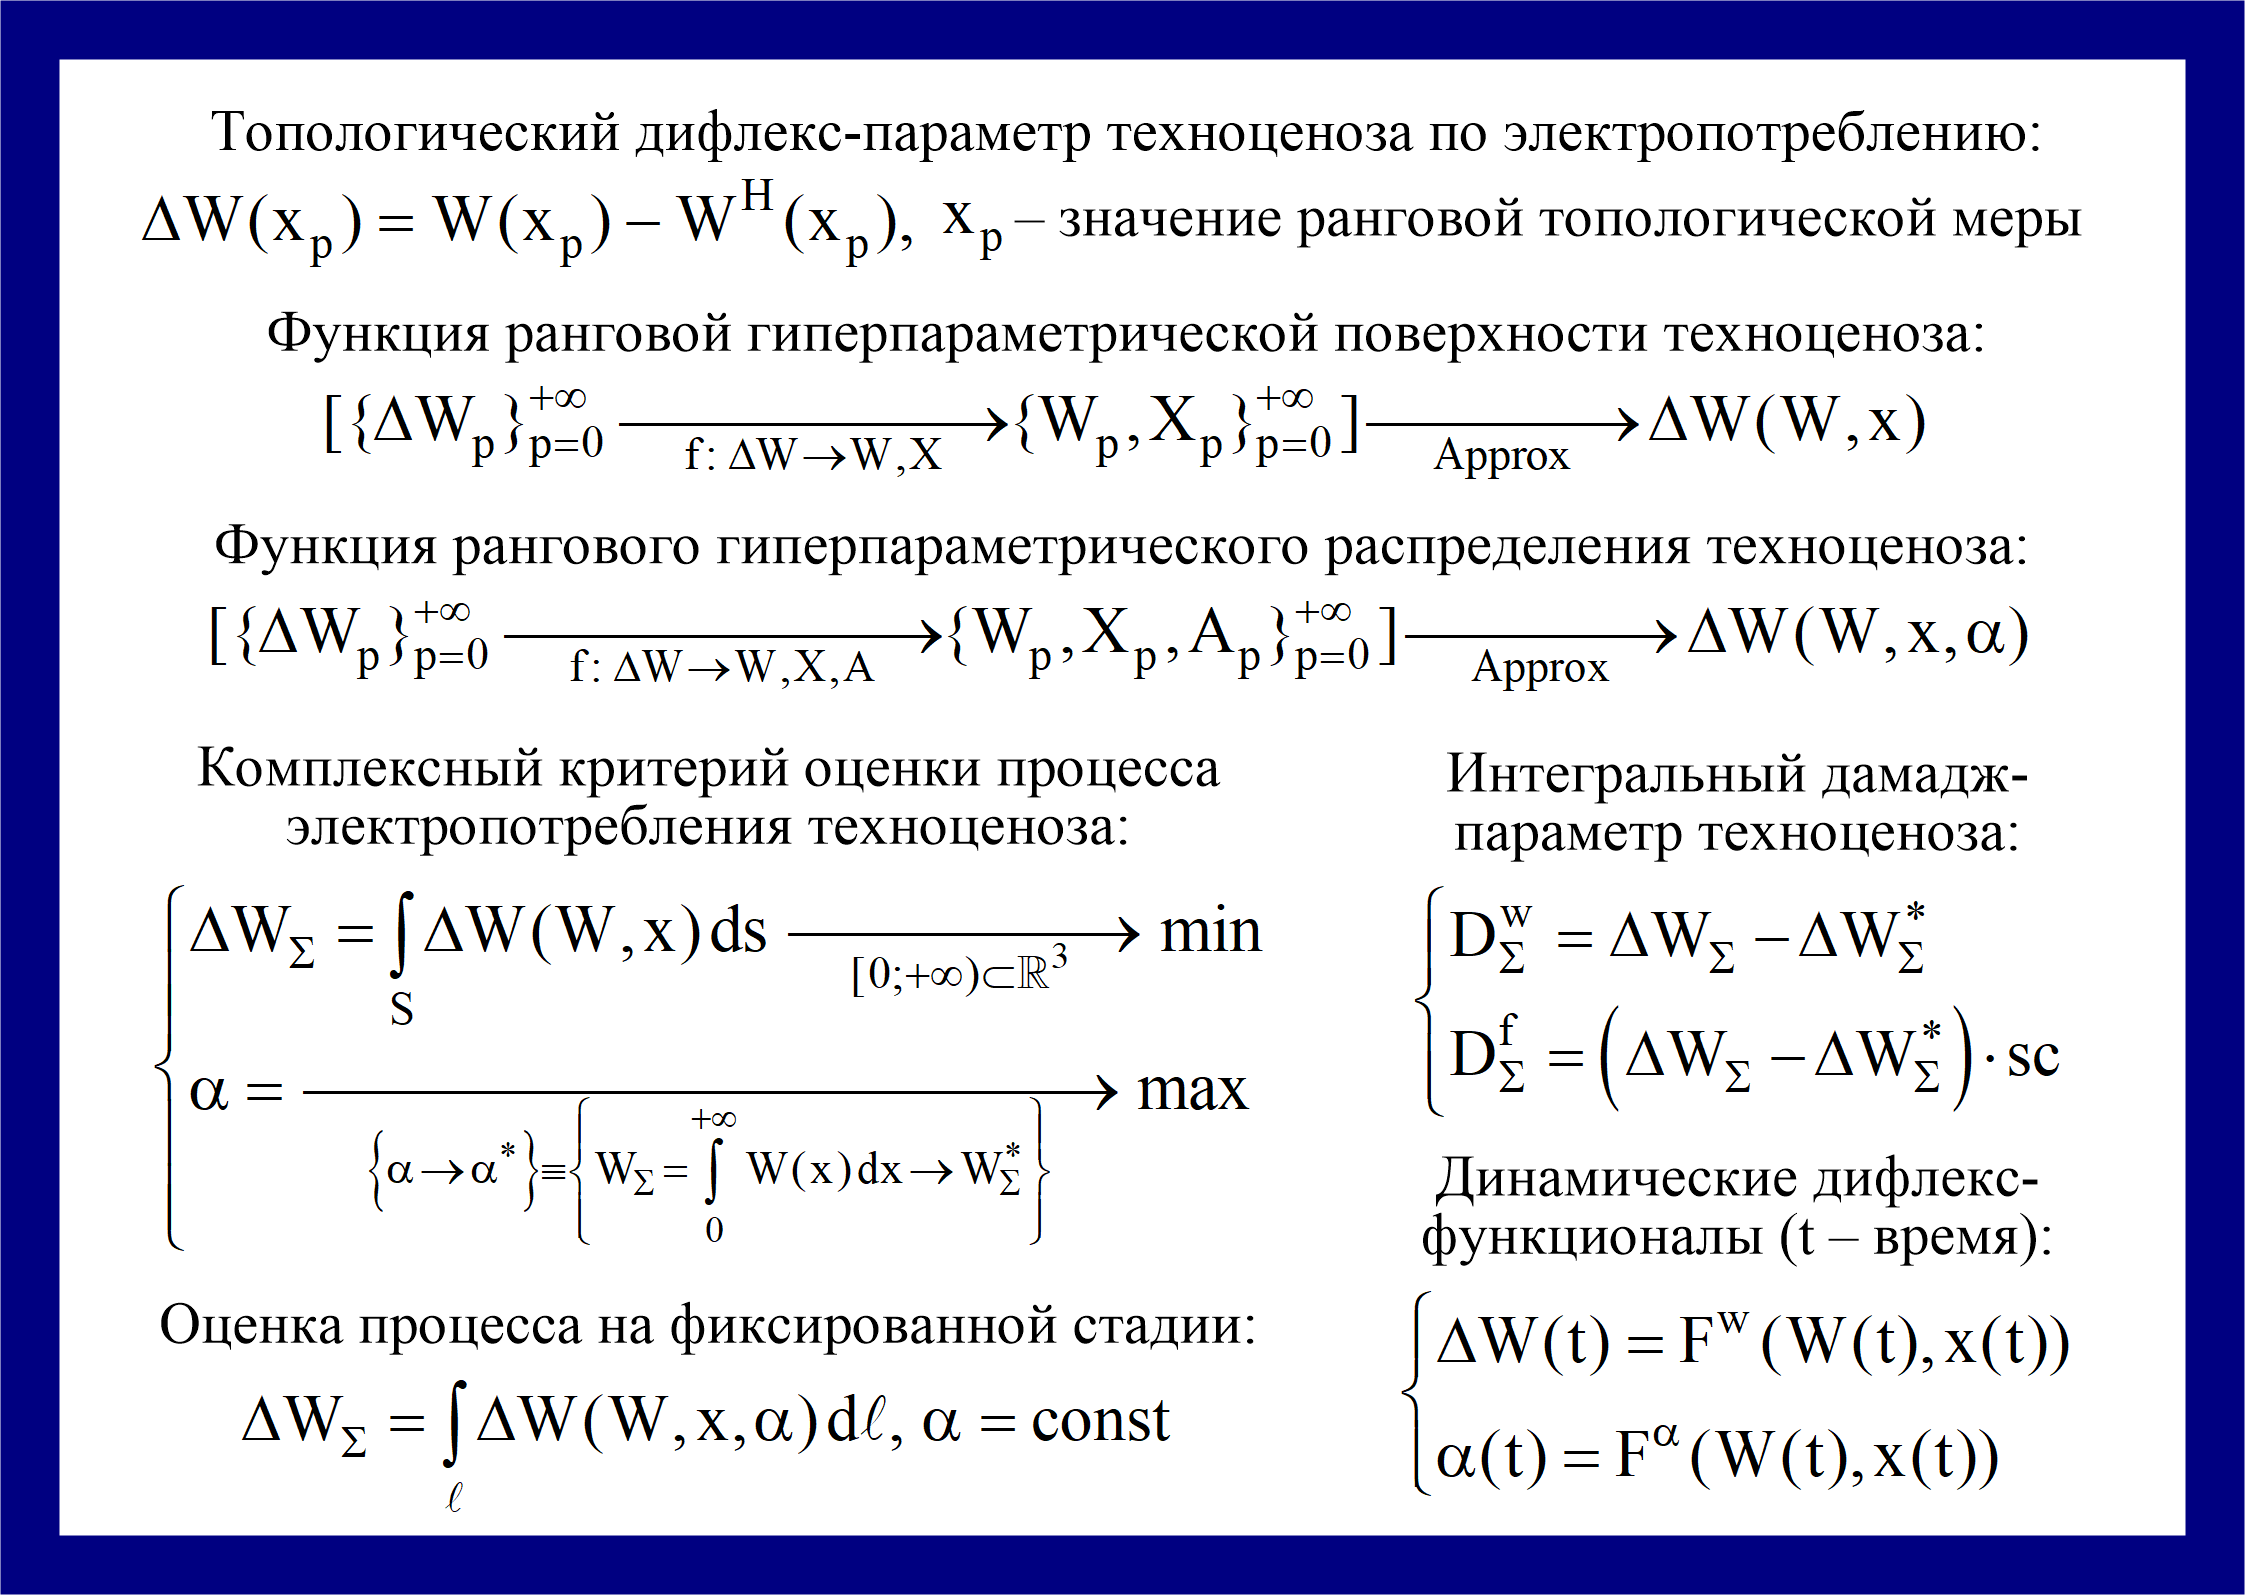 Топологический дифлекс-параметр техноценоза по электропотреблению:
ΔW(x_p) = W(x_p) − W^H(x_p), x_p – значение ранговой топологической меры
Функция ранговой гиперпараметрической поверхности техноценоза:
[{ΔW_p}_{p=0}^{+∞} ⟶ {W_p, X_p}_{p=0}^{+∞}] ⟶ ΔW(W, x)
f: ΔW→W,X Approx
Функция рангового гиперпараметрического распределения техноценоза:
[{ΔW_p}_{p=0}^{+∞} ⟶ {W_p, X_p, A_p}_{p=0}^{+∞}] ⟶ ΔW(W, x, α)
f: ΔW→W,X,A Approx
Комплексный критерий оценки процесса
электропотребления техноценоза:
ΔW_Σ = ∫_S ΔW(W, x) ds ⟶ min
[0;+∞)⊂ℝ^3
α = ⟶ max
{α→α^*}≡{W_Σ = ∫_0^{+∞} W(x)dx → W_Σ^*}
Оценка процесса на фиксированной стадии:
ΔW_Σ = ∫_ℓ ΔW(W, x, α) dℓ, α = const
Интегральный дамадж-
параметр техноценоза:
D_Σ^w = ΔW_Σ − ΔW_Σ^*
D_Σ^f = (ΔW_Σ − ΔW_Σ^*) · sc
Динамические дифлекс-
функционалы (t – время):
ΔW(t) = F^w(W(t), x(t))
α(t) = F^α(W(t), x(t))